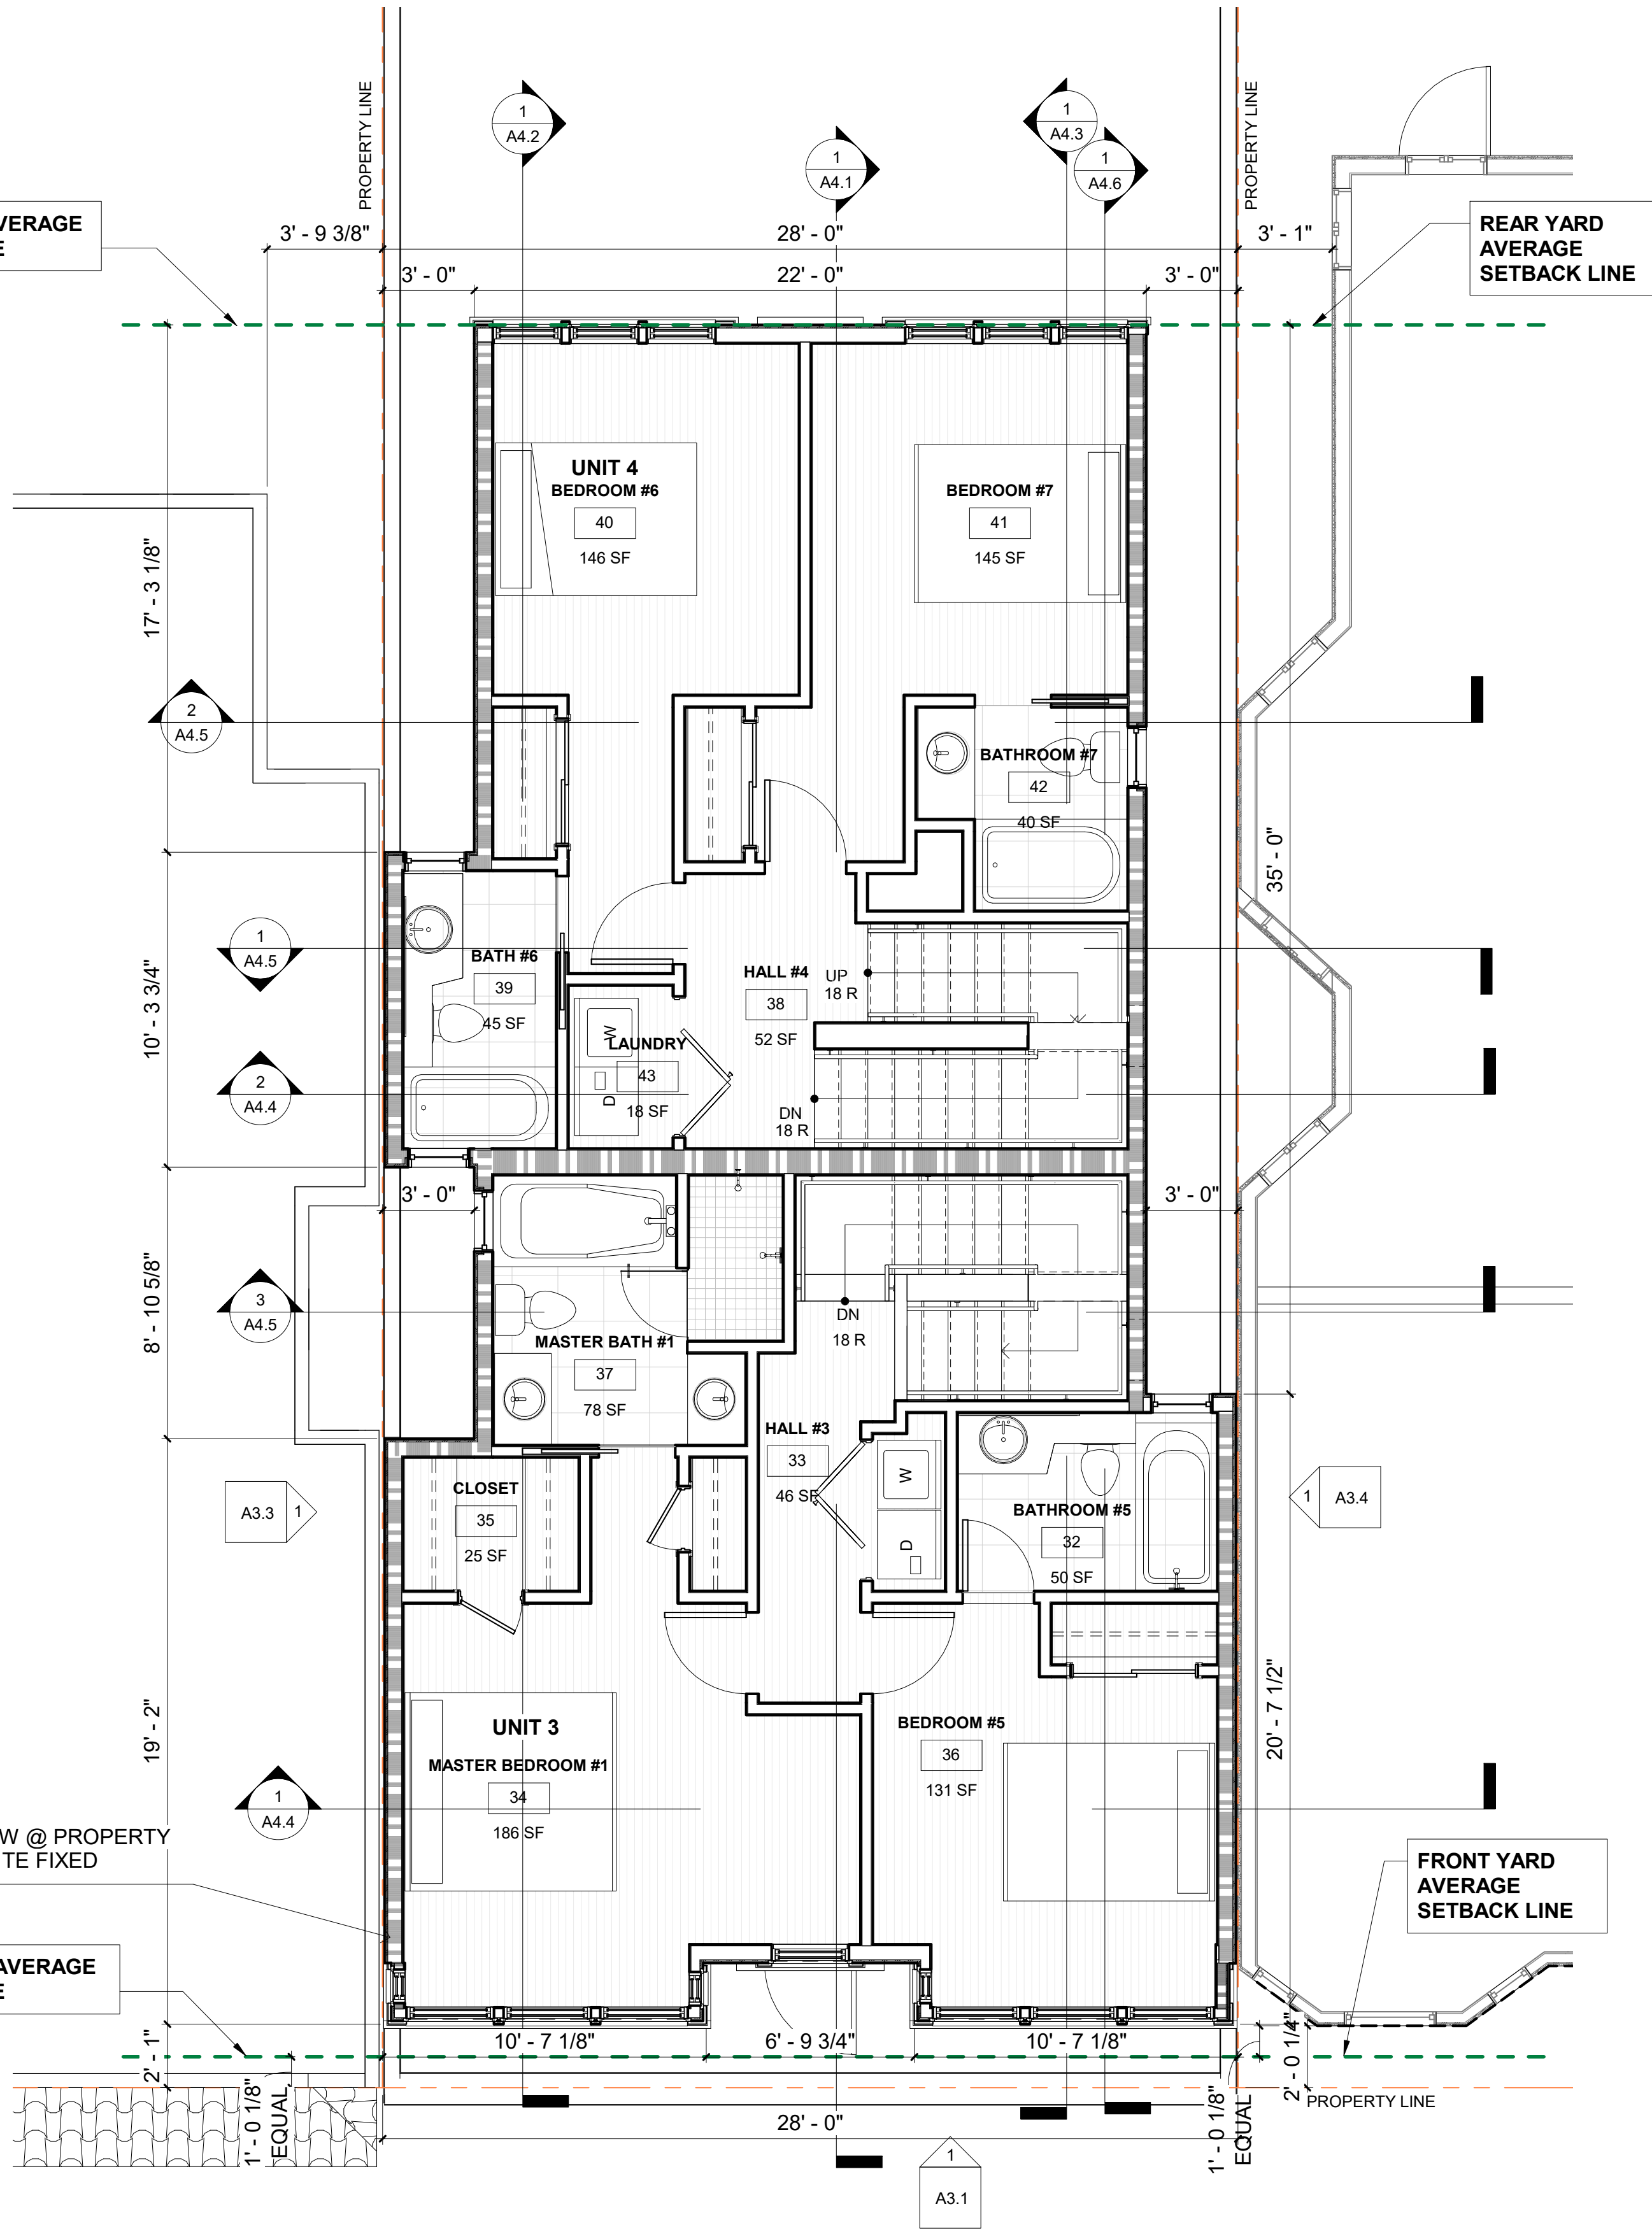 PROPERTY LINE
PROPERTY LINE
1
A4.2
1
A4.1
1
A4.3
1
A4.6
VERAGE
E
REAR YARD
AVERAGE
SETBACK LINE
3' - 9 3/8"
28' - 0"
3' - 1"
3' - 0"
22' - 0"
3' - 0"
UNIT 4
BEDROOM #6
40
146 SF
BEDROOM #7
41
145 SF
17' - 3 1/8"
2
A4.5
BATHROOM #7
42
40 SF
35' - 0"
1
A4.5
BATH #6
39
45 SF
HALL #4
38
52 SF
UP
18 R
10' - 3 3/4"
W
LAUNDRY
43
18 SF
D
2
A4.4
DN
18 R
3' - 0"
3' - 0"
8' - 10 5/8"
3
A4.5
DN
18 R
MASTER BATH #1
37
78 SF
HALL #3
33
46 SF
W
D
CLOSET
35
25 SF
BATHROOM #5
32
50 SF
A3.3
1
1
A3.4
19' - 2"
20' - 7 1/2"
UNIT 3
MASTER BEDROOM #1
34
186 SF
BEDROOM #5
36
131 SF
1
A4.4
W @ PROPERTY
TE FIXED
FRONT YARD
AVERAGE
SETBACK LINE
AVERAGE
E
10' - 7 1/8"
6' - 9 3/4"
10' - 7 1/8"
2' - 1"
2' - 0 1/4"
1' - 0 1/8"
EQUAL
1' - 0 1/8"
EQUAL
PROPERTY LINE
28' - 0"
1
A3.1